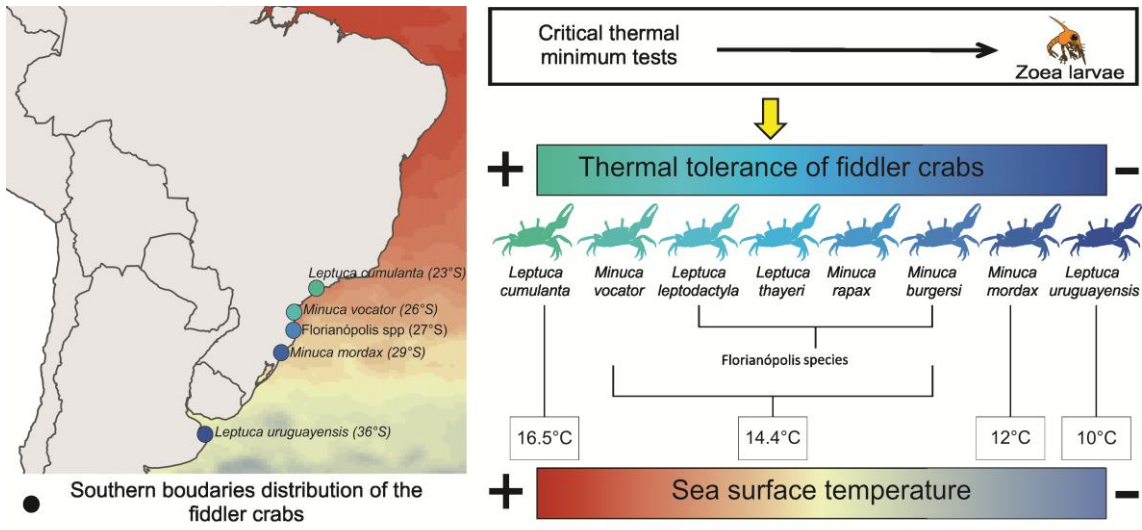 Leptuca cumulanta (23°S)
Minuca vocator (26°S)
Florianópolis spp (27°S)
Minuca mordax (29°S)
Leptuca uruguayensis (36°S)
Southern boudaries distribution of the
fiddler crabs
Critical thermal
minimum tests
Zoea larvae
+ Thermal tolerance of fiddler crabs -
Leptuca
cumulanta
Minuca
vocator
Leptuca
leptodactyla
Leptuca
thayeri
Minuca
rapax
Minuca
burgersi
Minuca
mordax
Leptuca
uruguayensis
Florianópolis species
16.5°C
14.4°C
12°C
10°C
+ Sea surface temperature -